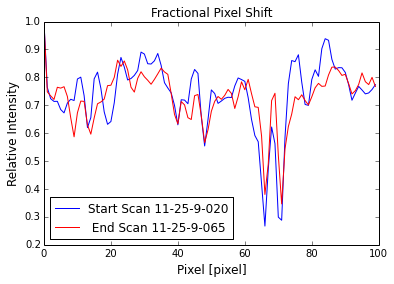 Fractional Pixel Shift
1.0
0.9
0.8
0.7
0.6
0.5
0.4
0.3
0.2
Relative Intensity
Start Scan 11-25-9-020
End Scan 11-25-9-065
0 20 40 60 80 100
Pixel [pixel]